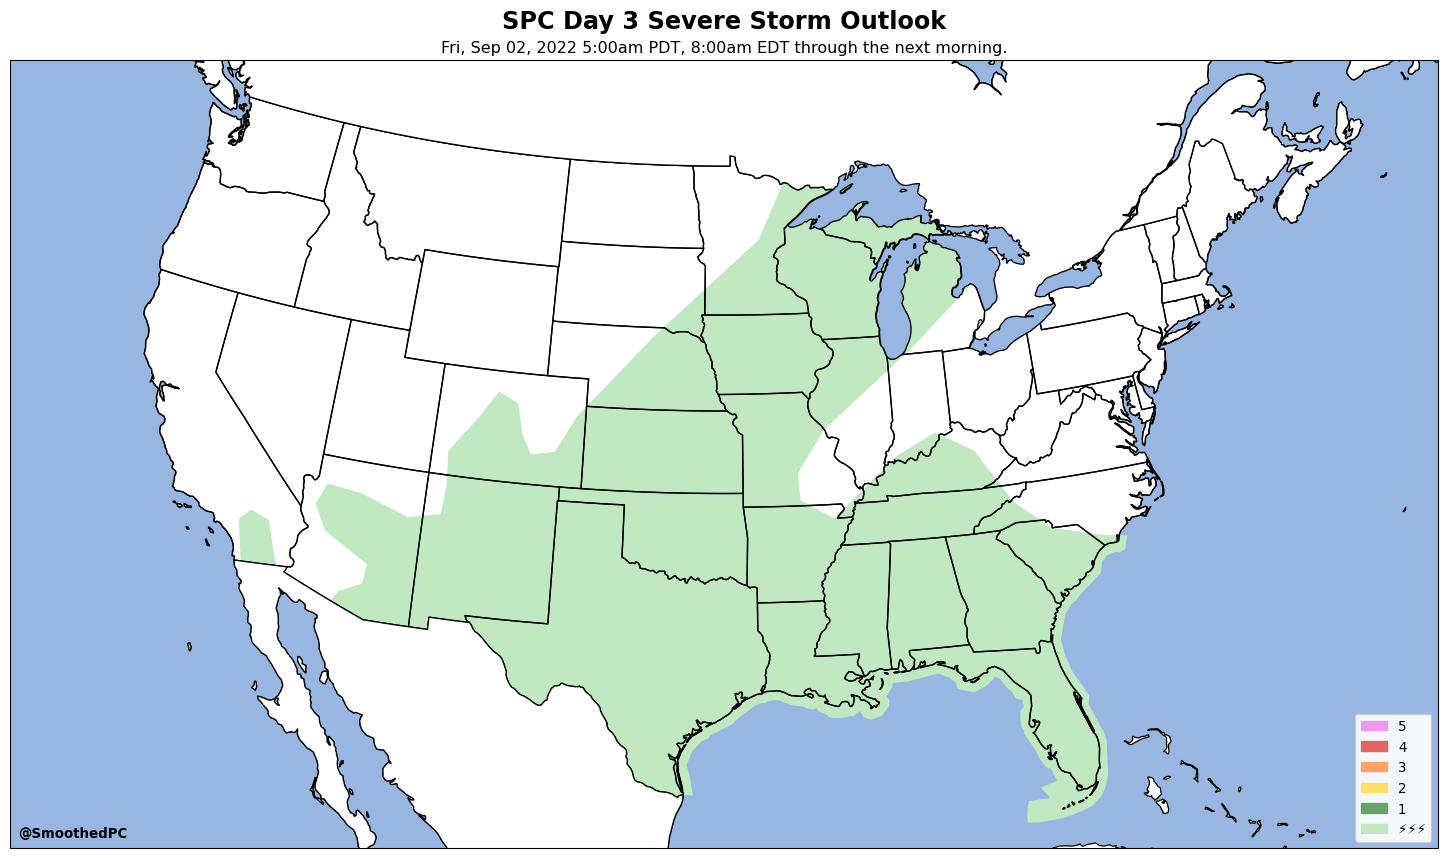 SPC Day 3 Severe Storm Outlook
Fri, Sep 02, 2022 5:00am PDT, 8:00am EDT through the next morning.
5
4
3
2
1
⚡⚡⚡
@SmoothedPC